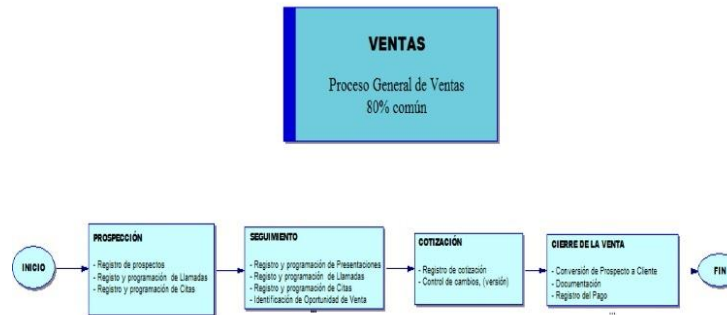 VENTAS
Proceso General de Ventas
80% común
INICIO
PROSPECCIÓN
- Registro de prospectos
- Registo y programación de Llamadas
- Registro y programación de Citas
SEGUIMIENTO
- Registro y programación de Presentaciones
- Registro y programación de Llamadas
- Registro y programación de Citas
- Identificación de Oportunidad de Venta
...
COTIZACIÓN
- Registro de cotización
- Control de cambios, (versión)
CIERRE DE LA VENTA
- Conversión de Prospecto a Cliente
- Documentación
- Registro del Pago
...
FIN